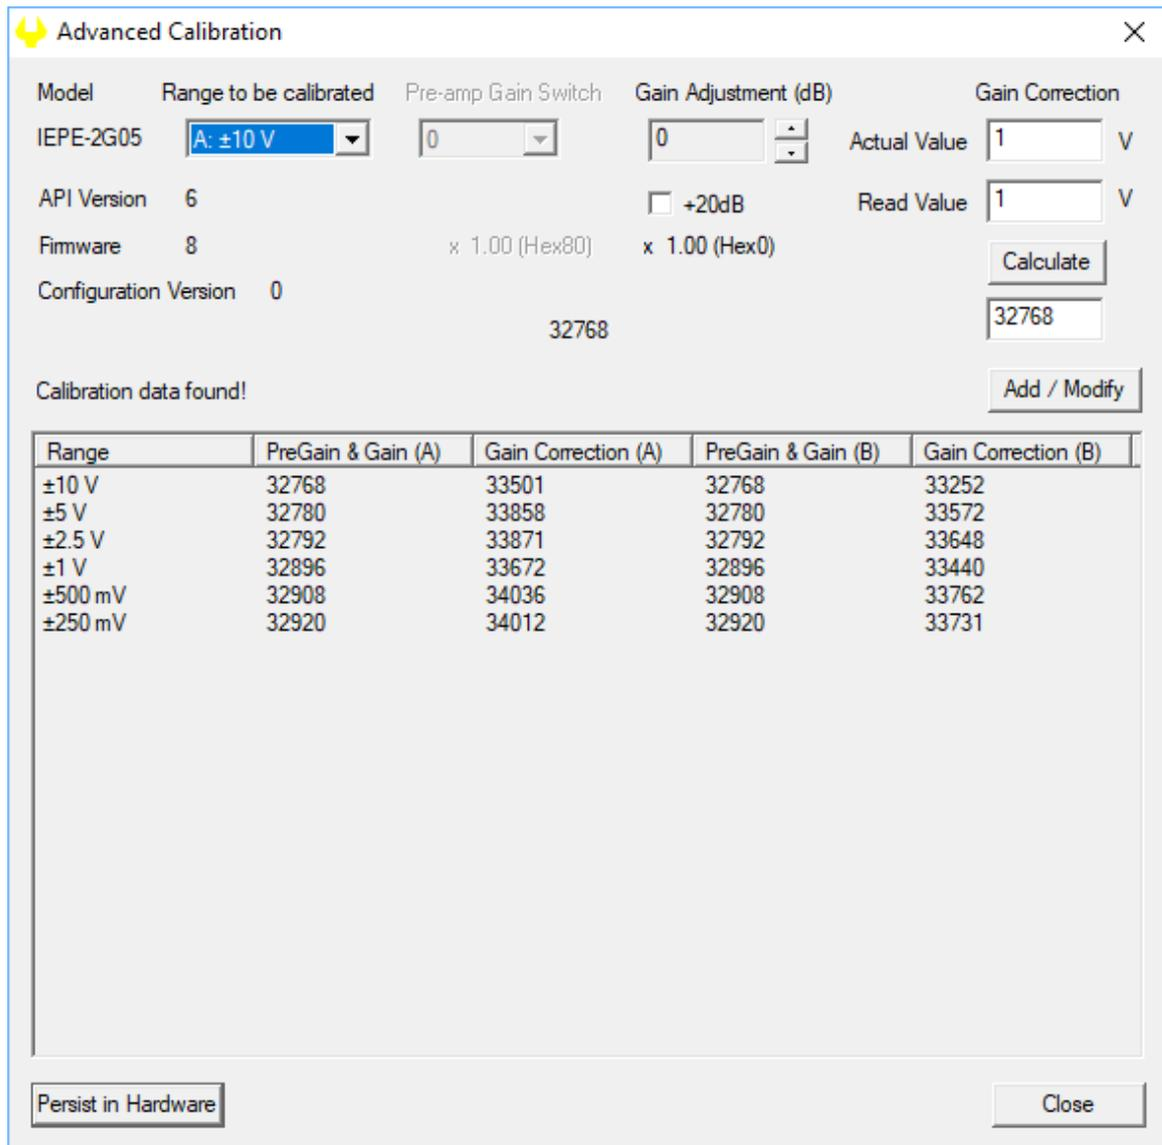 Advanced Calibration
Model Range to be calibrated Pre-amp Gain Switch Gain Adjustment (dB) Gain Correction
IEPE-2G05 A: ±10 V 0 0 Actual Value 1 V
API Version 6 +20dB Read Value 1 V
Firmware 8 x 1.00 (Hex80) x 1.00 (Hex0) Calculate
Configuration Version 0
32768 32768
Calibration data found! Add / Modify
Range PreGain & Gain (A) Gain Correction (A) PreGain & Gain (B) Gain Correction (B)
±10 V 32768 33501 32768 33252
±5 V 32780 33858 32780 33572
±2.5 V 32792 33871 32792 33648
±1 V 32896 33672 32896 33440
±500 mV 32908 34036 32908 33762
±250 mV 32920 34012 32920 33731
Persist in Hardware Close